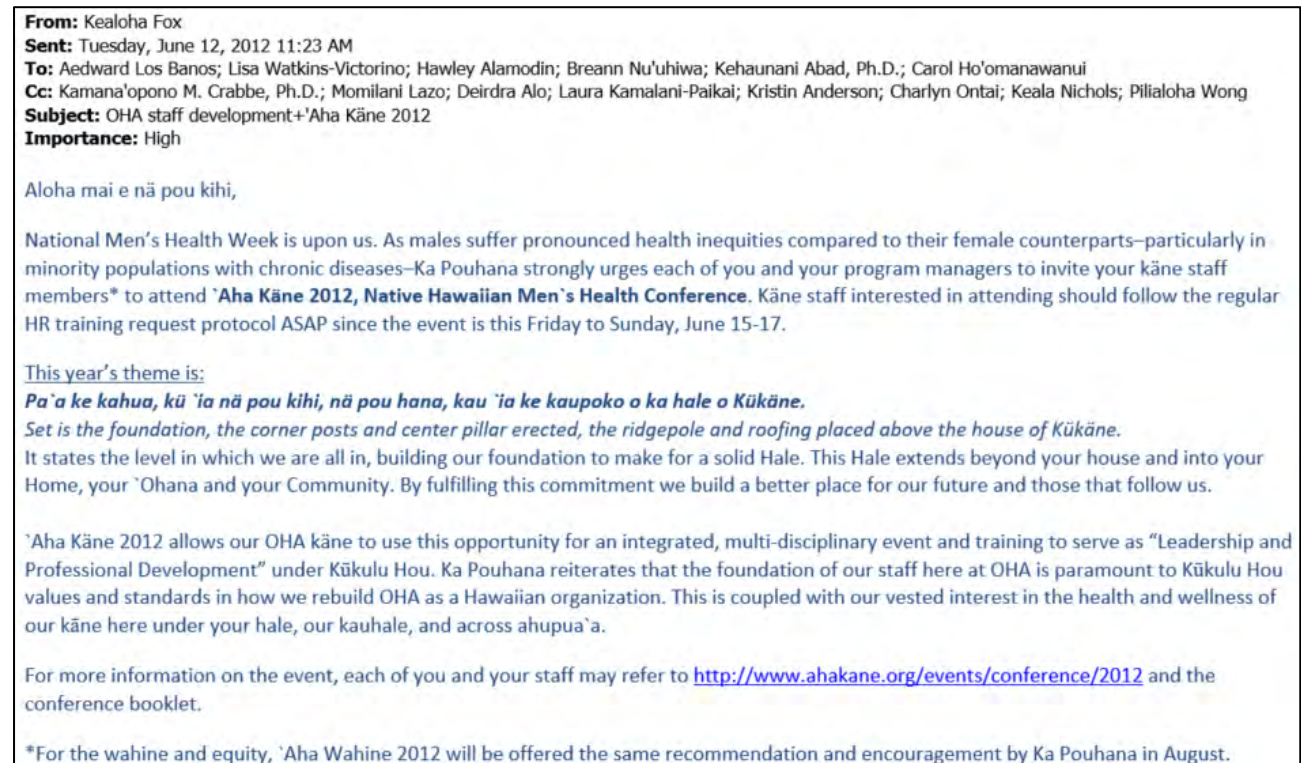 From: Kealoha Fox
Sent: Tuesday, June 12, 2012 11:23 AM
To: Aedward Los Banos; Lisa Watkins-Victorino; Hawley Alamodin; Breann Nu'uhiwa; Kehaunani Abad, Ph.D.; Carol Ho'omanawanui
Cc: Kamana'opono M. Crabbe, Ph.D.; Momilani Lazo; Deirdra Alo; Laura Kamalani-Paikai; Kristin Anderson; Charlyn Ontai; Keala Nichols; Pilialoha Wong
Subject: OHA staff development+'Aha Käne 2012
Importance: High
Aloha mai e nä pou kihi,
National Men's Health Week is upon us. As males suffer pronounced health inequities compared to their female counterparts–particularly in
minority populations with chronic diseases–Ka Pouhana strongly urges each of you and your program managers to invite your käne staff
members* to attend `Aha Käne 2012, Native Hawaiian Men`s Health Conference. Käne staff interested in attending should follow the regular
HR training request protocol ASAP since the event is this Friday to Sunday, June 15-17.
This year's theme is:
Pa`a ke kahua, kü `ia nä pou kihi, nä pou hana, kau `ia ke kaupoko o ka hale o Kükäne.
Set is the foundation, the corner posts and center pillar erected, the ridgepole and roofing placed above the house of Kükäne.
It states the level in which we are all in, building our foundation to make for a solid Hale. This Hale extends beyond your house and into your
Home, your `Ohana and your Community. By fulfilling this commitment we build a better place for our future and those that follow us.
`Aha Käne 2012 allows our OHA käne to use this opportunity for an integrated, multi-disciplinary event and training to serve as “Leadership and
Professional Development” under Kūkulu Hou. Ka Pouhana reiterates that the foundation of our staff here at OHA is paramount to Kūkulu Hou
values and standards in how we rebuild OHA as a Hawaiian organization. This is coupled with our vested interest in the health and wellness of
our kāne here under your hale, our kauhale, and across ahupua`a.
For more information on the event, each of you and your staff may refer to http://www.ahakane.org/events/conference/2012 and the
conference booklet.
*For the wahine and equity, `Aha Wahine 2012 will be offered the same recommendation and encouragement by Ka Pouhana in August.